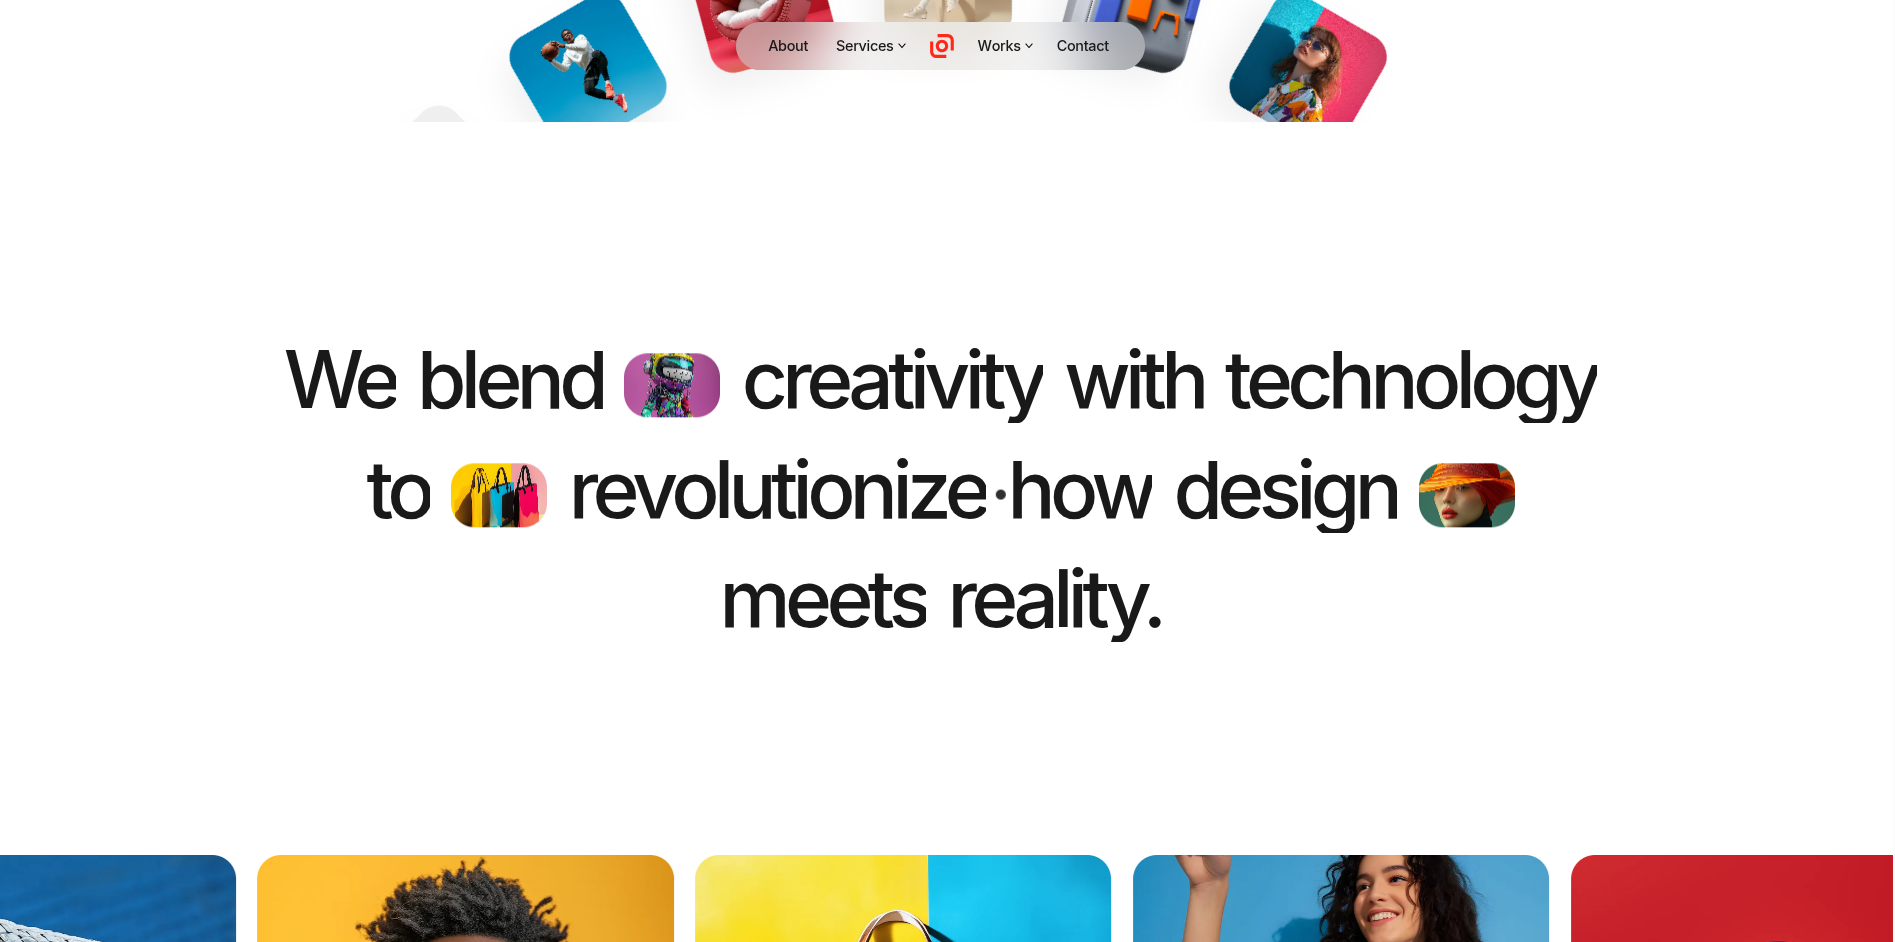 About Services Works Contact
We blend creativity with technology
to revolutionize how design
meets reality.